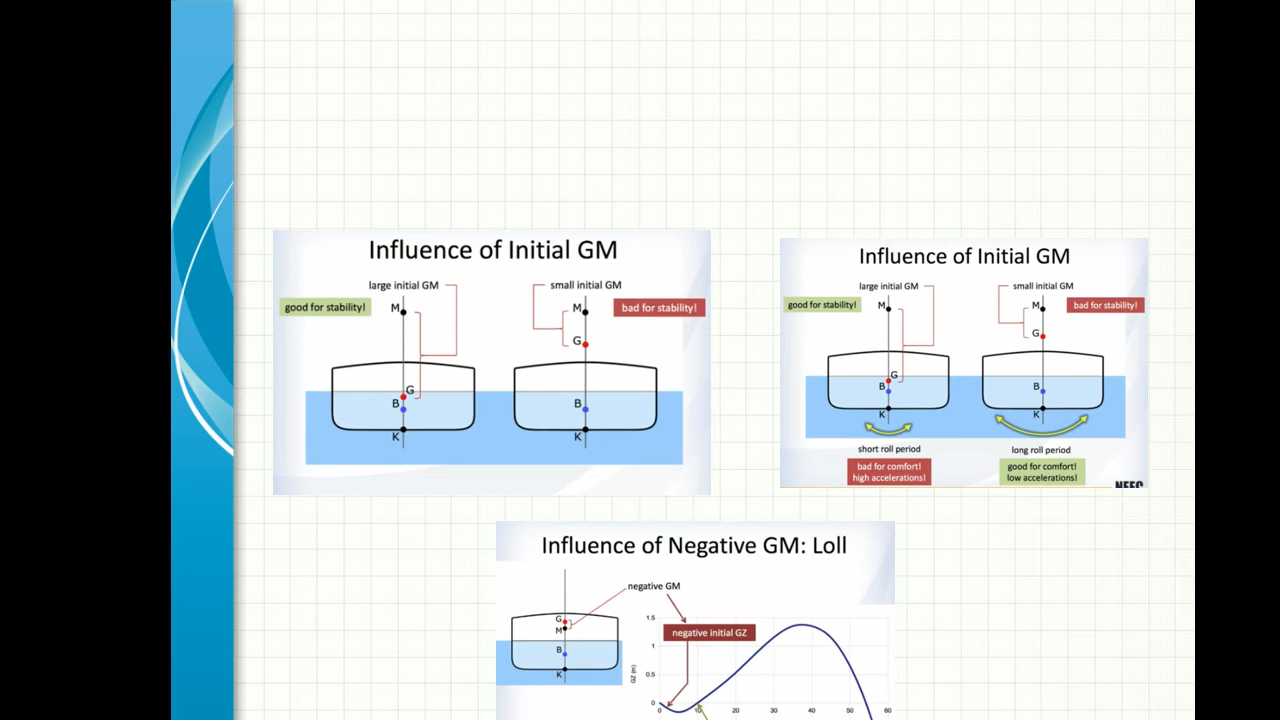 Influence of Initial GM
large initial GM
small initial GM
good for stability!
M
M
bad for stability!
G
G
B
B
K
K
Influence of Initial GM
large initial GM
small initial GM
good for stability!
M
M
bad for stability!
G
G
B
B
K
K
short roll period
long roll period
bad for comfort!
high accelerations!
good for comfort!
low accelerations!
Influence of Negative GM: Loll
negative GM
G
M
B
K
negative initial GZ
GZ (m)
1.5
1
0.5
0
0 10 20 30 40 50 60